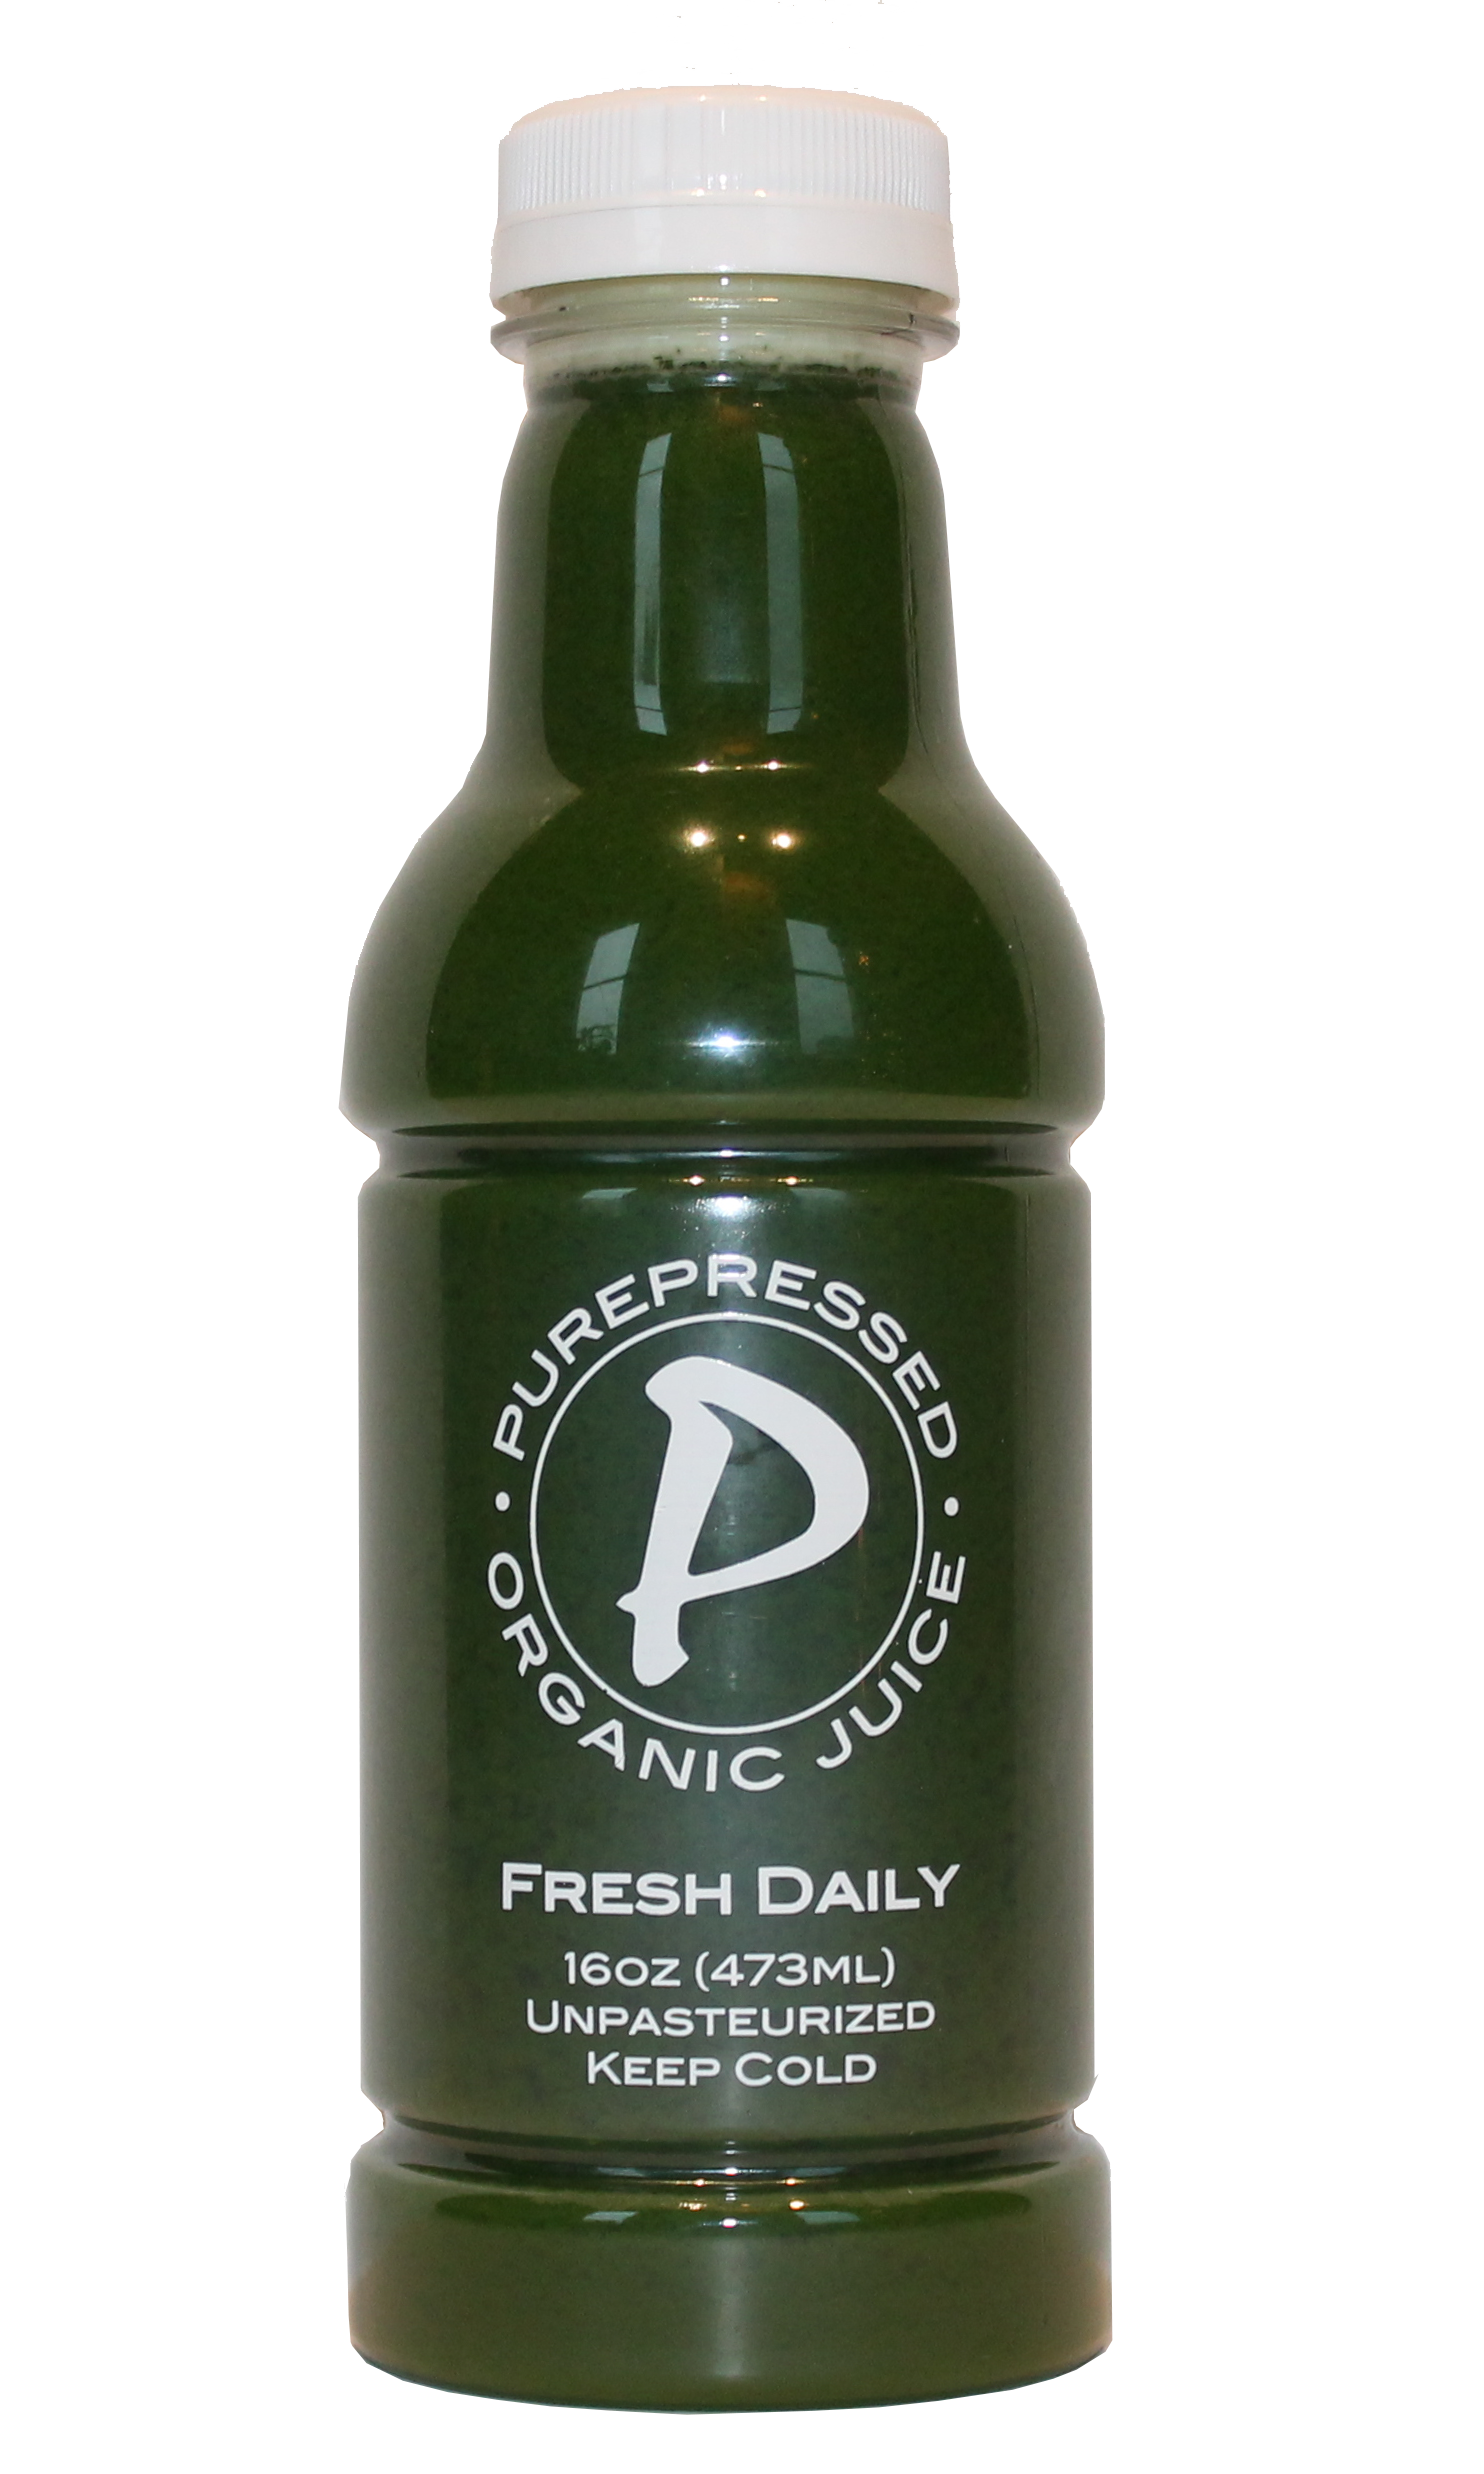 PUREPRESSED
P
ORGANIC JUICE
FRESH DAILY
16OZ (473ML)
UNPASTEURIZED
KEEP COLD